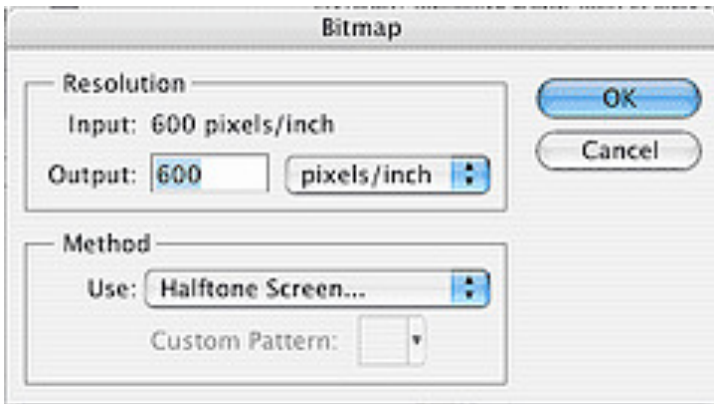 Bitmap
Resolution
Input: 600 pixels/inch
Output: 600 pixels/inch
OK
Cancel
Method
Use: Halftone Screen...
Custom Pattern: